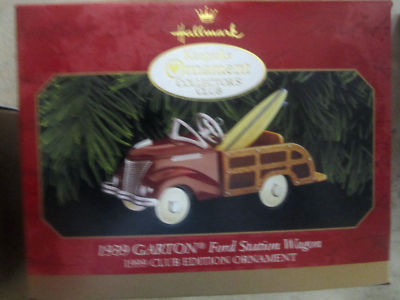 Hallmark
Keepsake
Ornament
COLLECTOR'S
CLUB
1939 GARTON® Ford Station Wagon
1999 CLUB EDITION ORNAMENT